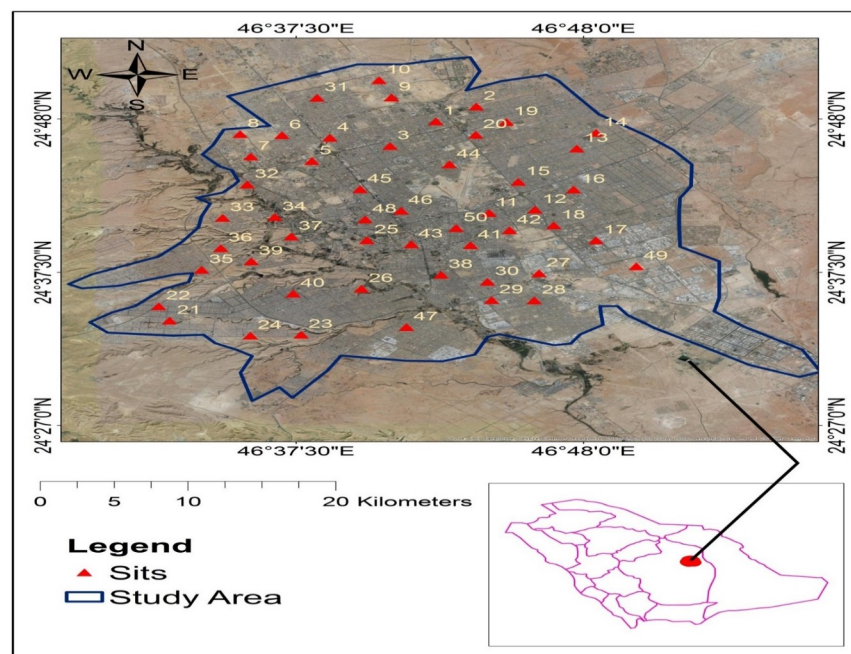 46°37'30"E 46°48'0"E
N
W E
S
24°48'0"N 24°48'0"N
24°37'30"N 24°37'30"N
24°27'0"N 24°27'0"N
10
31 9
2
1 19
8 6 4 20 14
3 13
7 5
44
32 45 15 16
33 34 46 11 12
48 50 42 18
37 25 43 41 17
36 39
35 38 27 49
26 30
40 29 28
22
21
24 23 47
46°37'30"E 46°48'0"E
0 5 10 20 Kilometers
Legend
Sits
Study Area